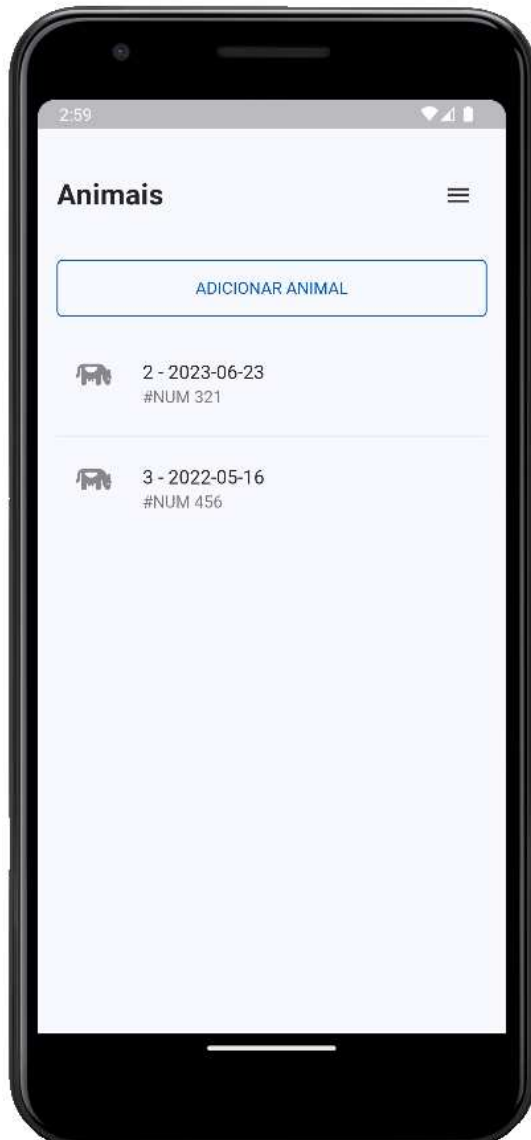 2:59
Animais
ADICIONAR ANIMAL
2 - 2023-06-23
#NUM 321
3 - 2022-05-16
#NUM 456